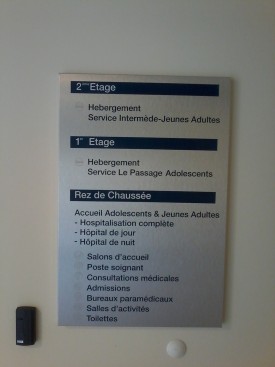 2ème Etage
Hebergement
Service Intermède-Jeunes Adultes
1er Etage
Hebergement
Service Le Passage Adolescents
Rez de Chaussée
Accueil Adolescents & Jeunes Adultes
- Hospitalisation complète
- Hôpital de jour
- Hôpital de nuit
Salons d'accueil
Poste soignant
Consultations médicales
Admissions
Bureaux paramédicaux
Salles d'activités
Toilettes